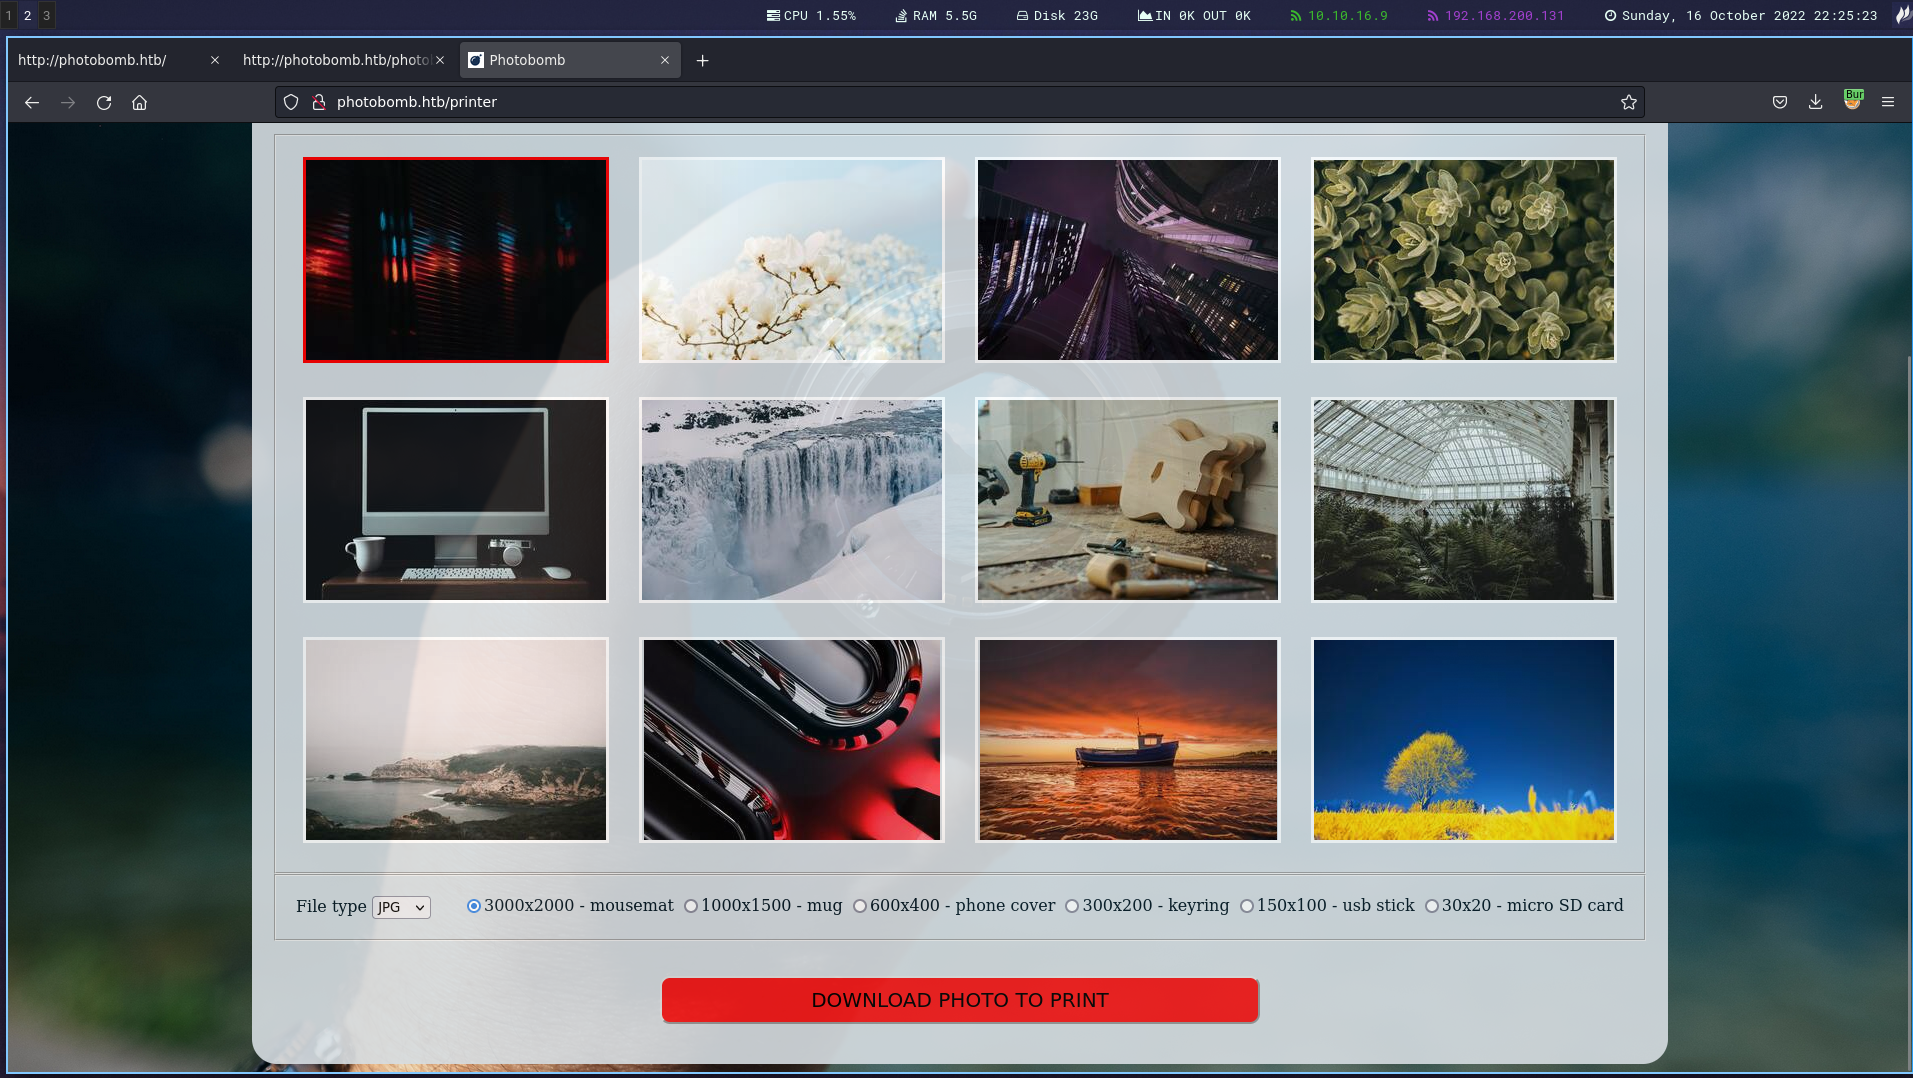 1 2 3 CPU 1.55% RAM 5.5G Disk 23G IN 0K OUT 0K 10.10.16.9 192.168.200.131 Sunday, 16 October 2022 22:25:23
http://photobomb.htb/ http://photobomb.htb/photo Photobomb
photobomb.htb/printer Bur
File type JPG 3000x2000 - mousemat 1000x1500 - mug 600x400 - phone cover 300x200 - keyring 150x100 - usb stick 30x20 - micro SD card
DOWNLOAD PHOTO TO PRINT